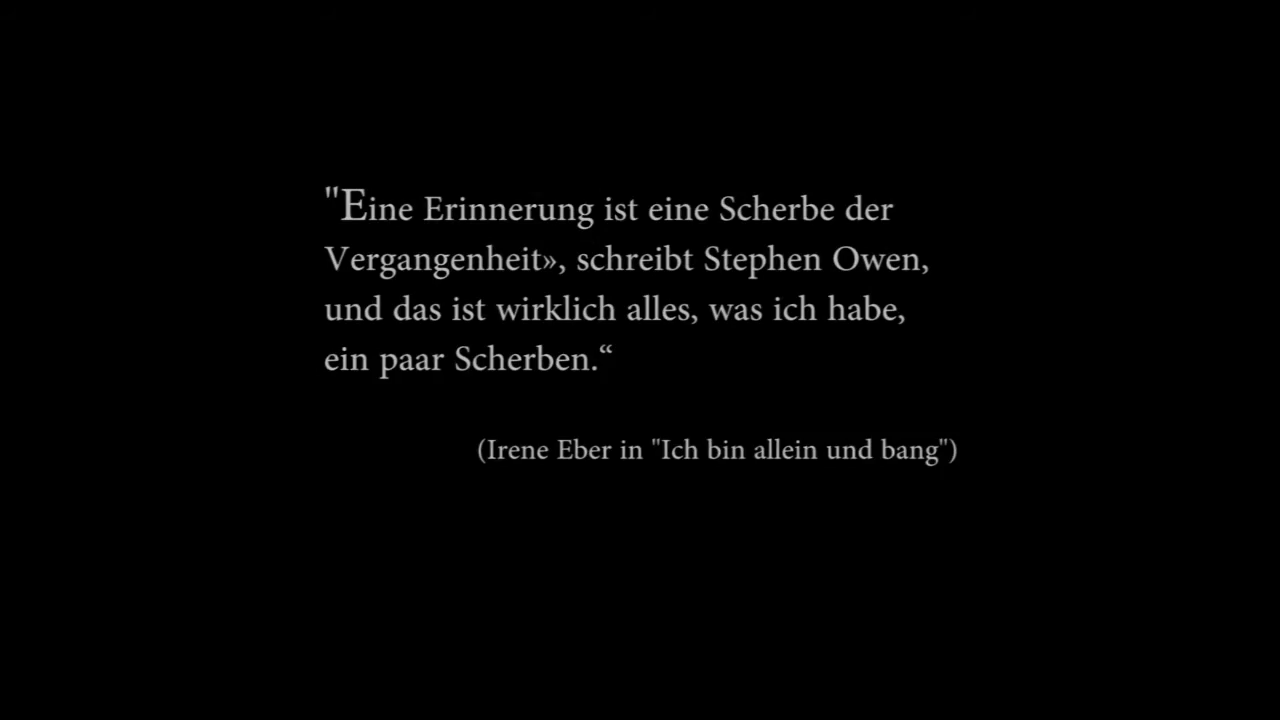 "Eine Erinnerung ist eine Scherbe der
Vergangenheit», schreibt Stephen Owen,
und das ist wirklich alles, was ich habe,
ein paar Scherben.“
(Irene Eber in "Ich bin allein und bang")